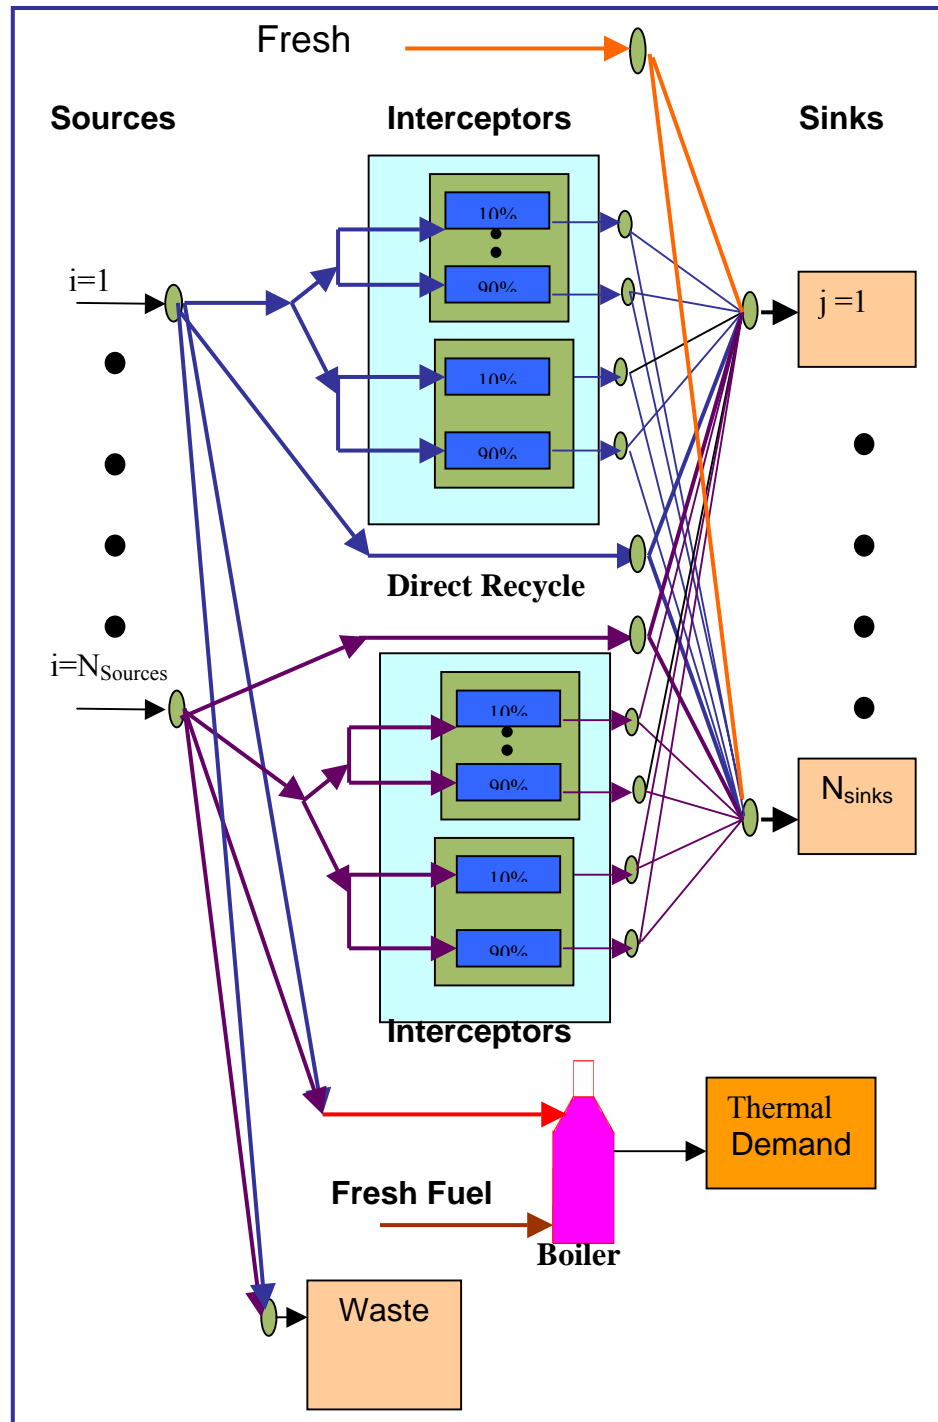 Fresh
Sources
Interceptors
Sinks
10%
i=1
90%
j =1
10%
90%
Direct Recycle
i=NSources
10%
90%
Nsinks
10%
90%
Interceptors
Thermal
Demand
Fresh Fuel
Boiler
Waste